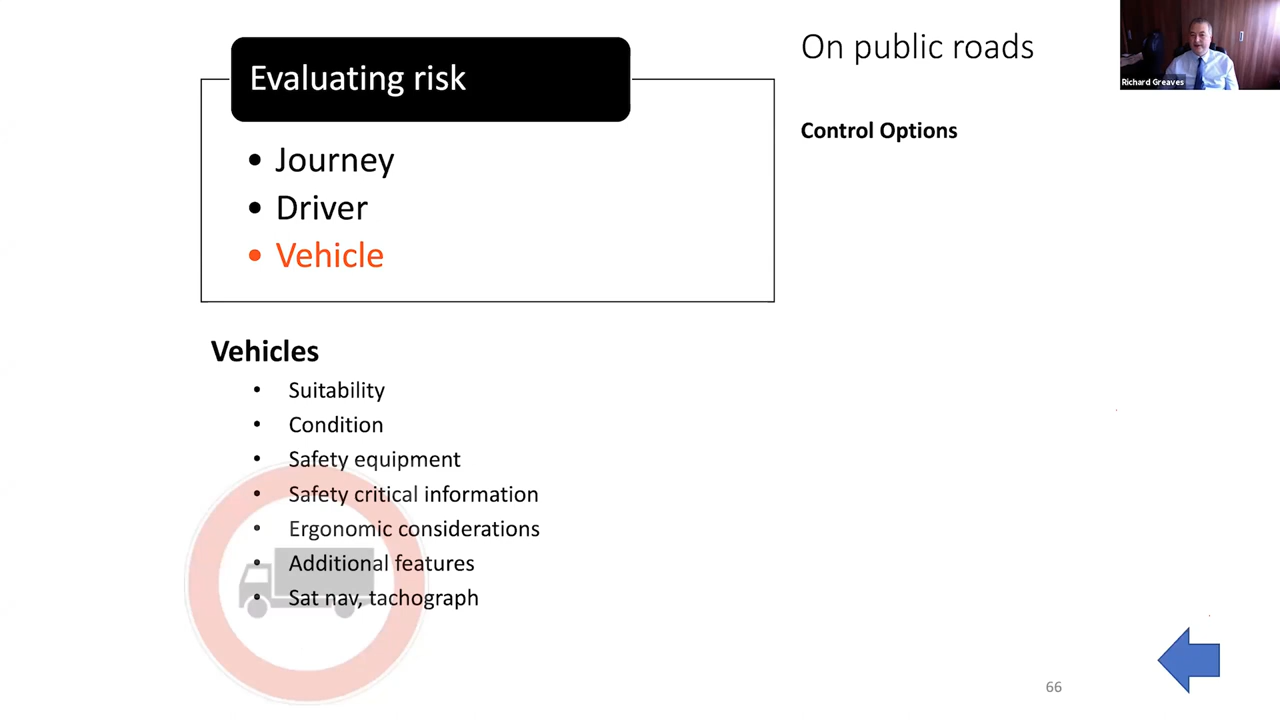 Evaluating risk
• Journey
• Driver
• Vehicle
On public roads
Control Options
Richard Greaves
Vehicles
• Suitability
• Condition
• Safety equipment
• Safety critical information
• Ergonomic considerations
• Additional features
• Sat nav, tachograph
66